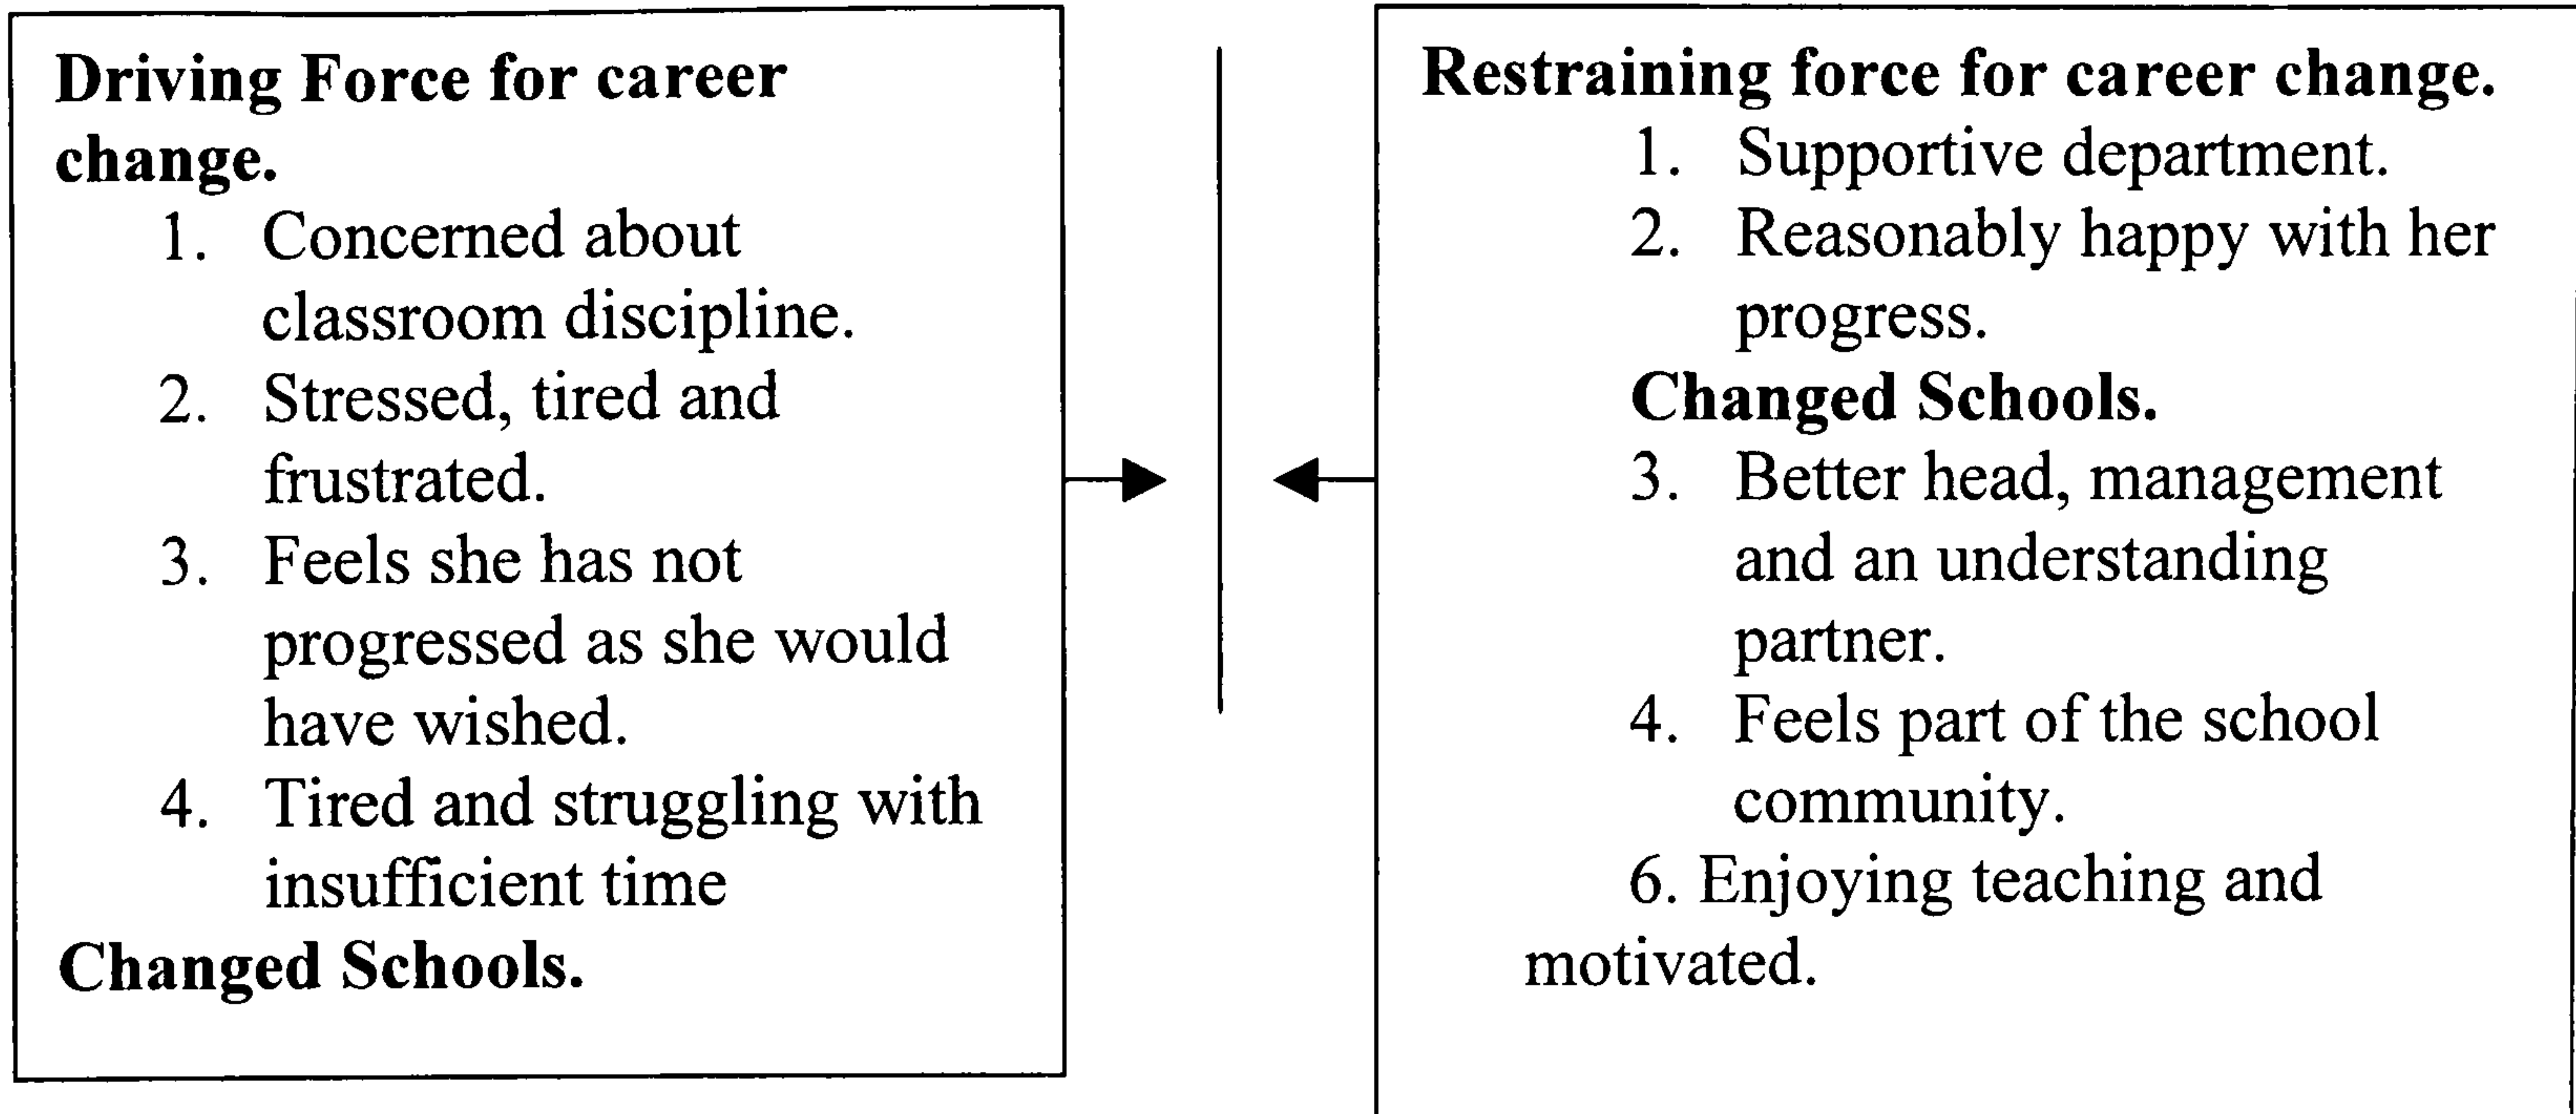 Driving Force for career
change.
1. Concerned about
classroom discipline.
2. Stressed, tired and
frustrated.
3. Feels she has not
progressed as she would
have wished.
4. Tired and struggling with
insufficient time
Changed Schools.
Restraining force for career change.
1. Supportive department.
2. Reasonably happy with her
progress.
Changed Schools.
3. Better head, management
and an understanding
partner.
4. Feels part of the school
community.
6. Enjoying teaching and
motivated.